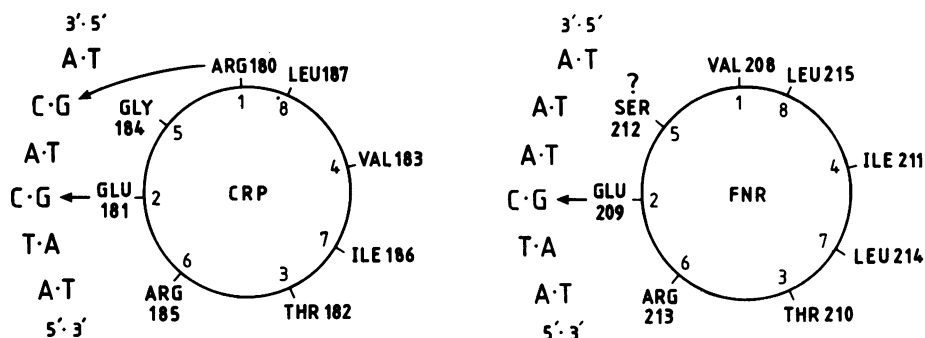 3'·5'
A·T
C·G
A·T
C·G
T·A
A·T
5'·3'
ARG 180
LEU 187
GLY
184
VAL 183
GLU
181
CRP
ILE 186
ARG
185
THR 182
1
8
5
4
2
7
6
3
3'·5'
A·T
A·T
A·T
C·G
T·A
A·T
5'·3'
VAL 208
LEU 215
?
SER
212
ILE 211
GLU
209
FNR
LEU 214
ARG
213
THR 210
1
8
5
4
2
7
6
3